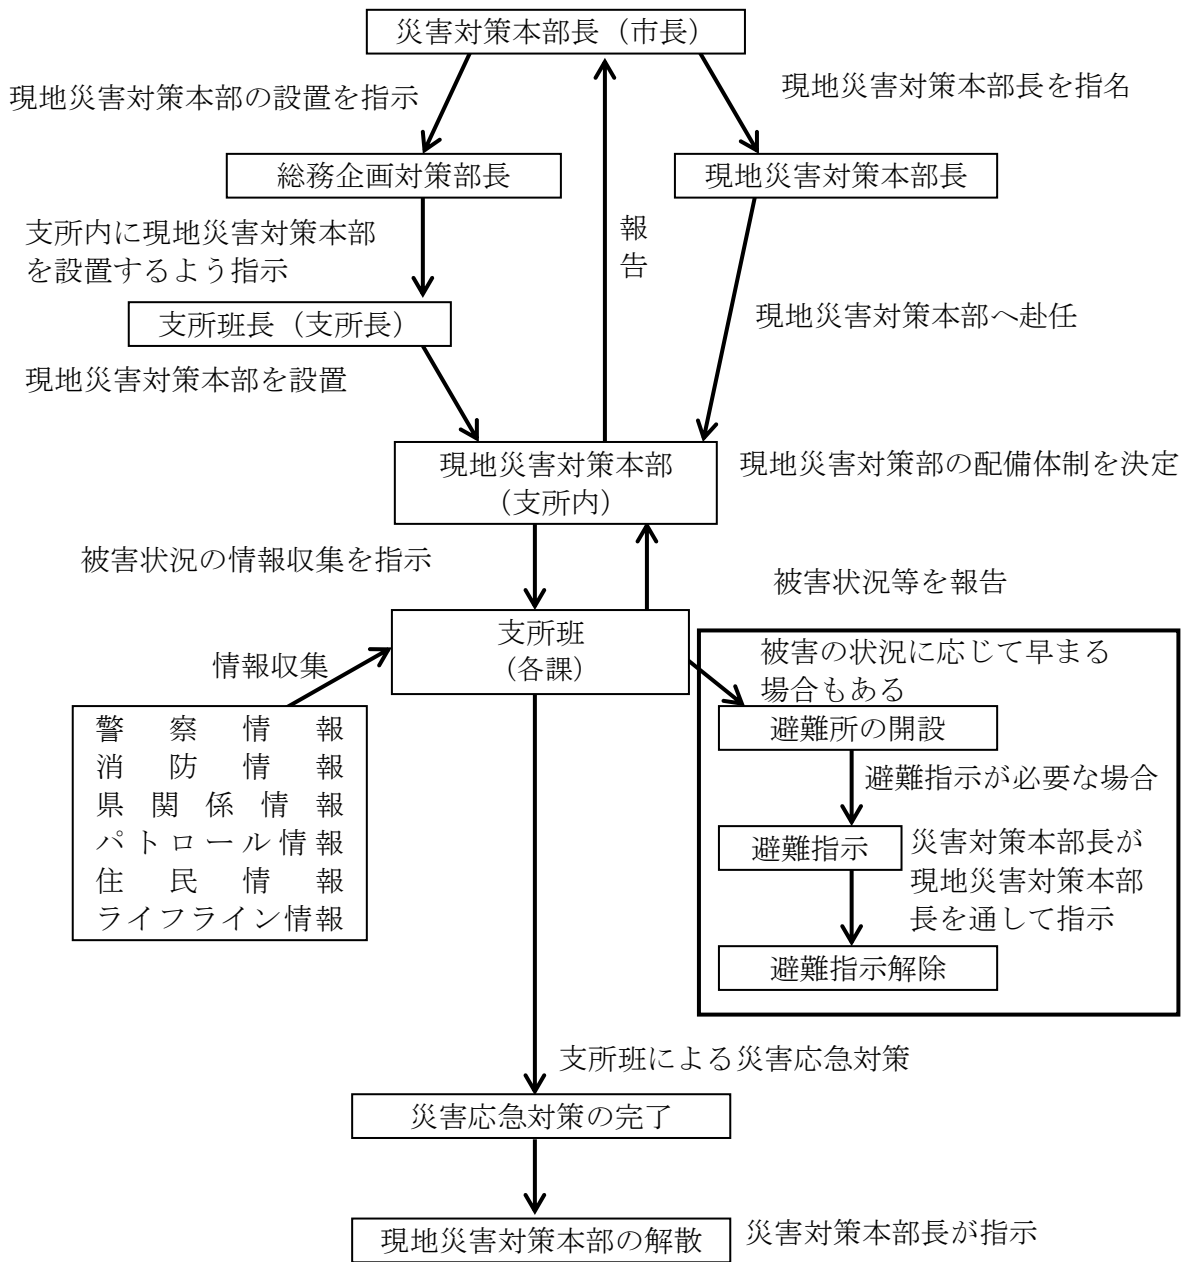 災害対策本部長（市長）
現地災害対策本部の設置を指示
現地災害対策本部長を指名
総務企画対策部長
現地災害対策本部長
支所内に現地災害対策本部
を設置するよう指示
報
告
支所班長（支所長）
現地災害対策本部へ赴任
現地災害対策本部を設置
現地災害対策本部
（支所内）
現地災害対策部の配備体制を決定
被害状況の情報収集を指示
被害状況等を報告
支所班
（各課）
情報収集
被害の状況に応じて早まる
場合もある
警察情報
消防情報
県関係情報
パトロール情報
住民情報
ライフライン情報
避難所の開設
避難指示が必要な場合
避難指示
災害対策本部長が
現地災害対策本部
長を通して指示
避難指示解除
支所班による災害応急対策
災害応急対策の完了
現地災害対策本部の解散
災害対策本部長が指示